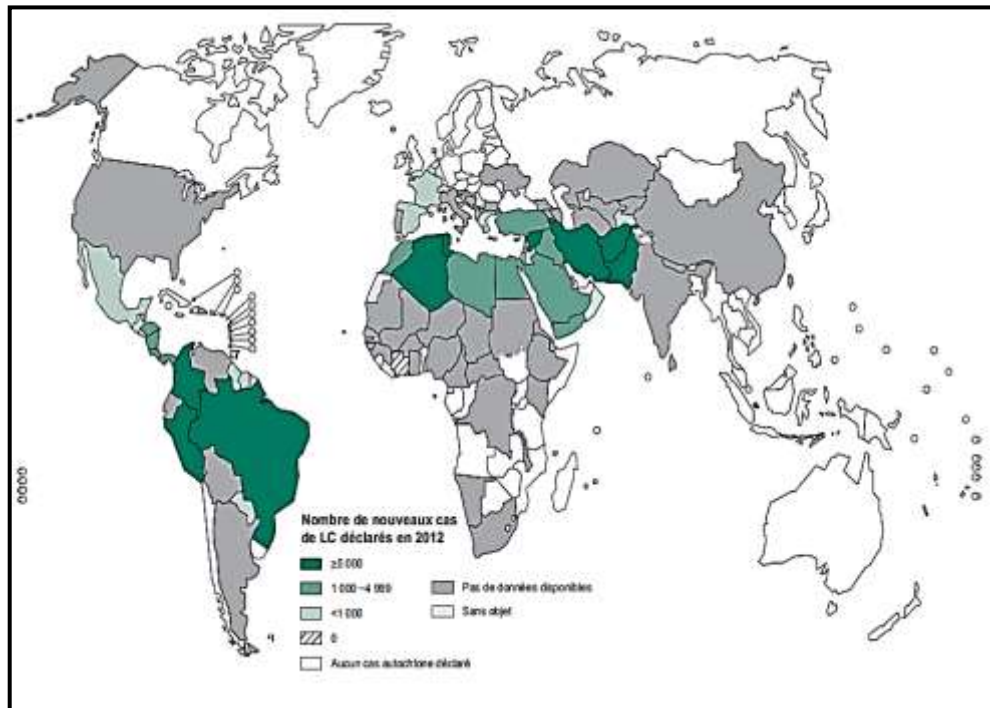 Nombre de nouveaux cas
de LC déclarés en 2012
≥5 000
1 000–4 999
<1 000
0
Aucun cas autochtone déclaré
Pas de données disponibles
Sans objet